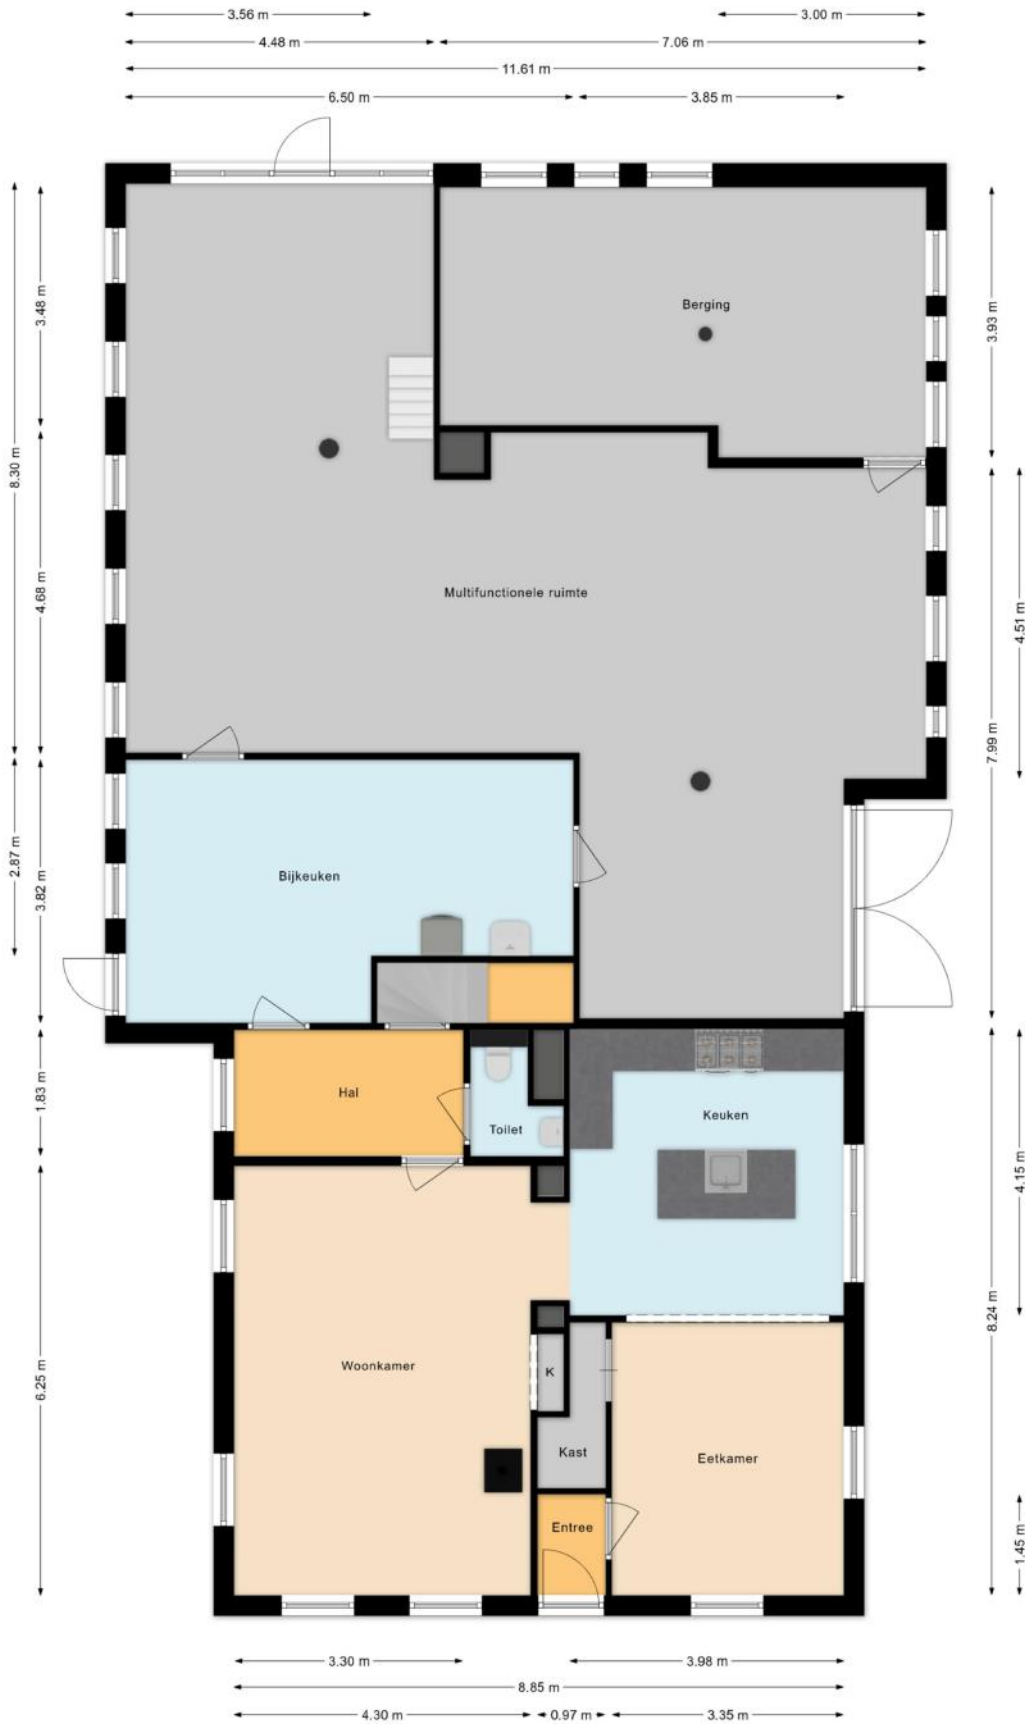 3.56 m
3.00 m
4.48 m
7.06 m
11.61 m
6.50 m
3.85 m
8.30 m
3.48 m
3.93 m
Berging
4.68 m
Multifunctionele ruimte
4.51 m
7.99 m
2.87 m
3.82 m
Bijkeuken
1.83 m
Hal
Toilet
Keuken
4.15 m
8.24 m
6.25 m
Woonkamer
K
Kast
Eetkamer
Entree
1.45 m
3.30 m
3.98 m
8.85 m
4.30 m
0.97 m
3.35 m